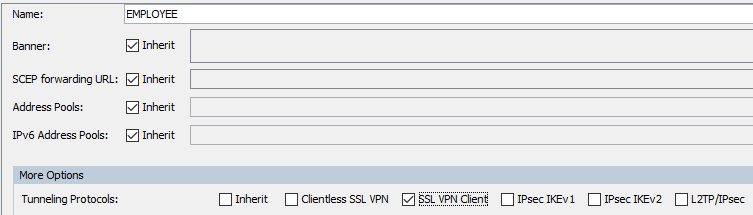 Name: EMPLOYEE
Banner: Inherit
SCEP forwarding URL: Inherit
Address Pools: Inherit
IPv6 Address Pools: Inherit
More Options
Tunneling Protocols: Inherit Clientless SSL VPN SSL VPN Client IPsec IKEv1 IPsec IKEv2 L2TP/IPsec